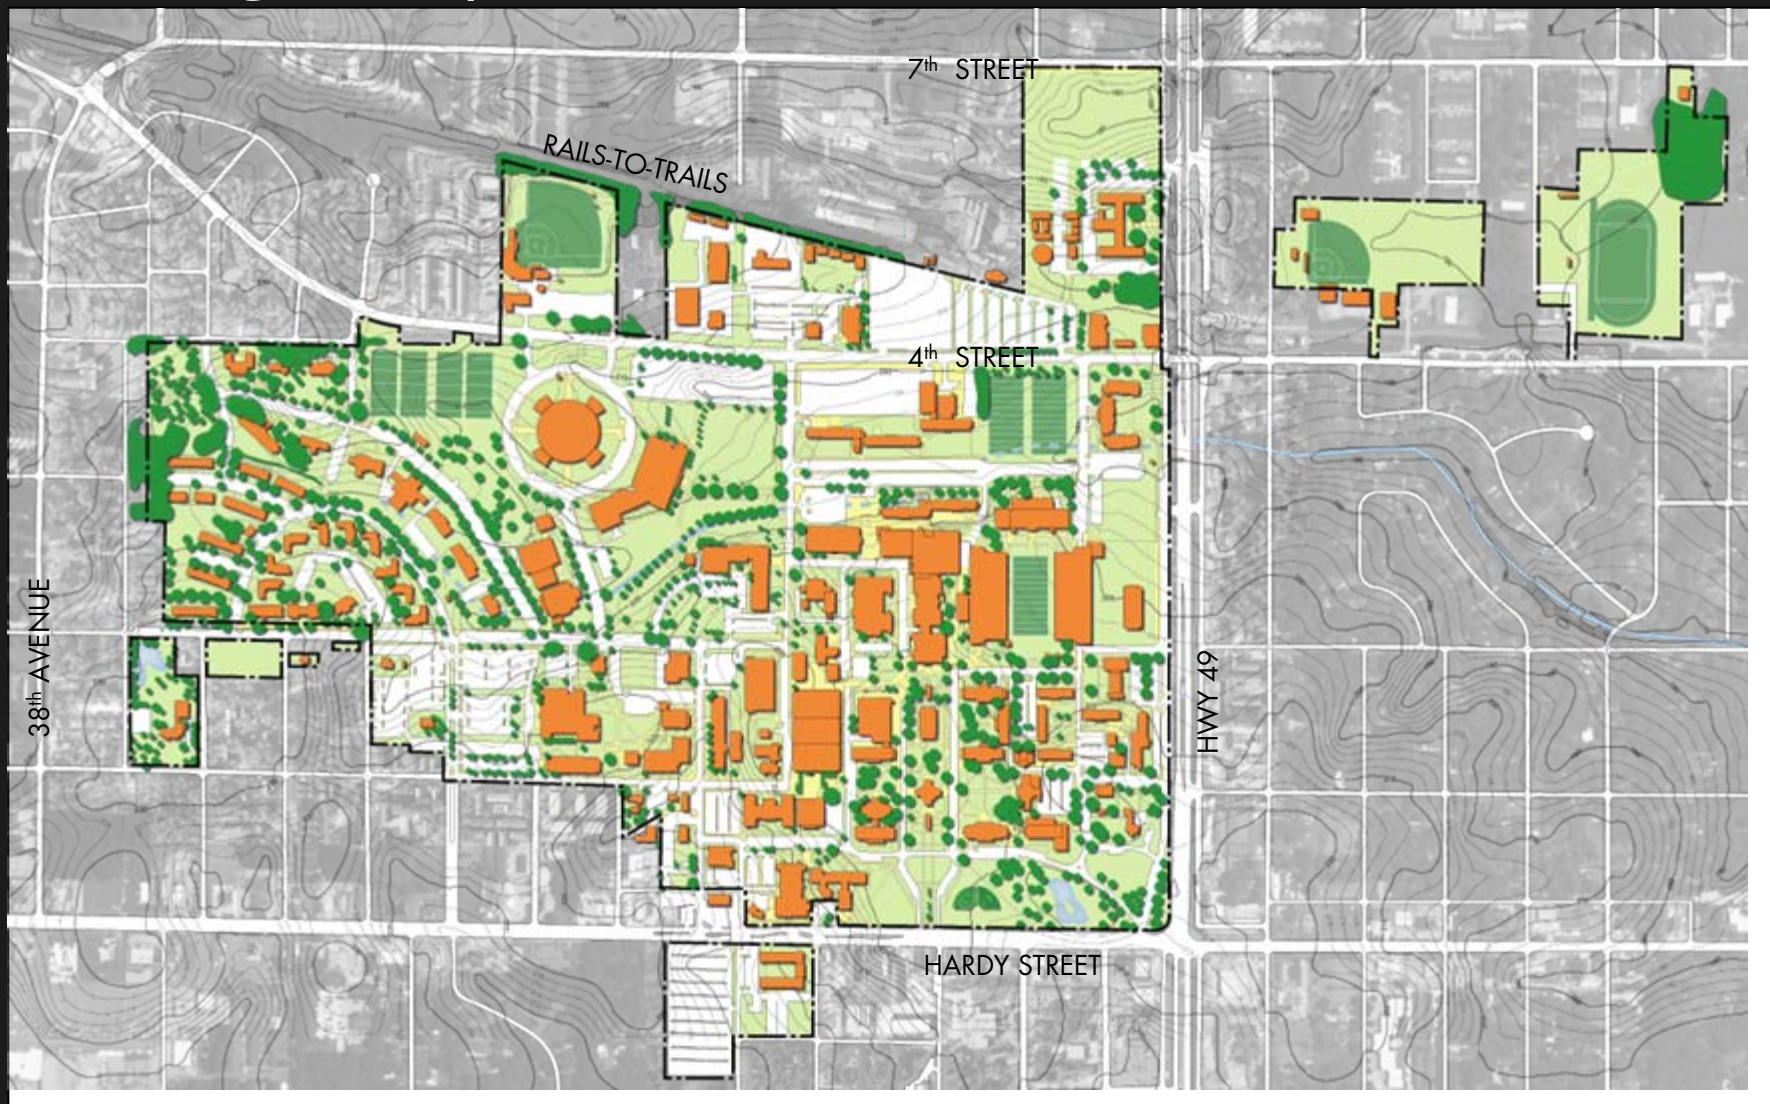 7th STREET
RAILS-TO-TRAILS
4th STREET
38th AVENUE
HWY 49
HARDY STREET